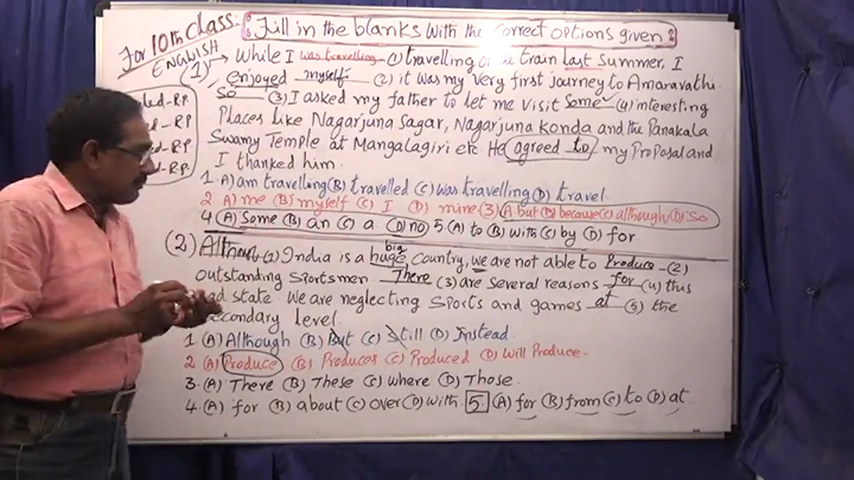 For 10th Class:
ENGLISH
Fill in the blanks with the correct options given
(1) While I was travelling (1) travelling on the train last summer, I
enjoyed myself (2) it was my very first journey to Amaravathi.
So (3) I asked my father to let me visit Some (4) interesting
Places like Nagarjuna Sagar, Nagarjuna Konda and the Panakala
Swamy Temple at Mangalagiri etc He agreed to my Proposal and
I thanked him.
1. A) am travelling (B) travelled (C) was travelling (D) travel
2 A) me (B) myself (C) I (D) mine (3) A but (B) because (C) although (D) So
4 (A) Some (B) an (C) a (D) no 5. (A) to (B) with (C) by (D) for
-R.P
-R.P
-R.P
-R.P
(2) (1) India is a huge big Country, we are not able to Produce (2)
outstanding Sportsmen There (3) are several reasons for (4) this
state We are neglecting Sports and games at (5) the
Secondary level.
1 (A) Although (B) But (C) Still (D) Instead
2 (A) Produce (B) Produces (C) Produced (D) Will Produce.
3. (A) There (B) These (C) Where (D) Those
4. (A) for (B) about (C) over (D) with. 5. (A) for (B) from (C) to (D) at